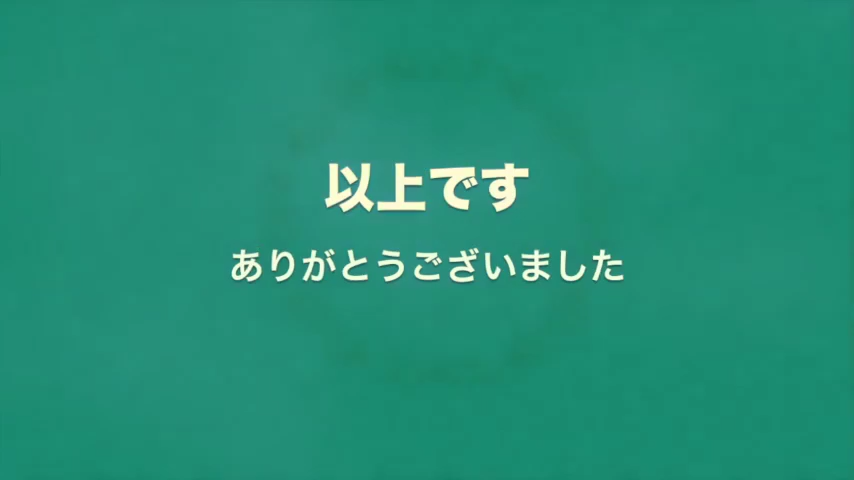 以上です
ありがとうございました